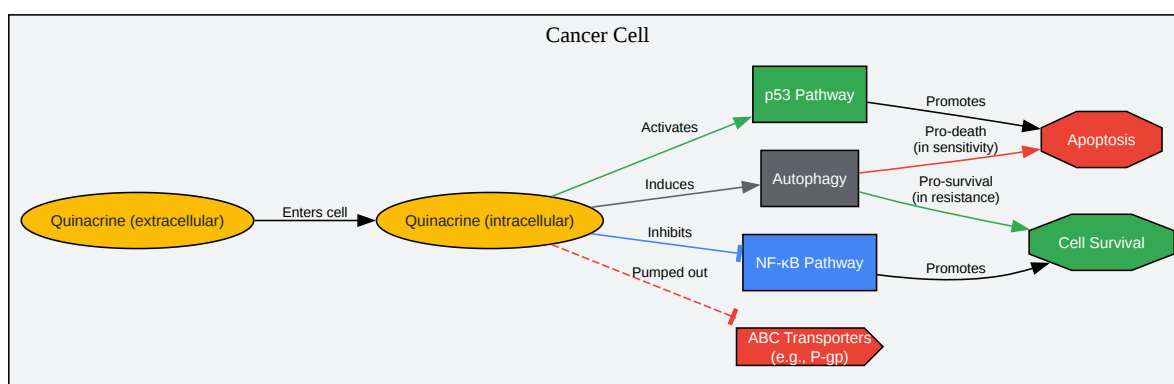 Cancer Cell
Quinacrine (extracellular)
Enters cell
Quinacrine (intracellular)
Activates
Induces
Inhibits
Pumped out
p53 Pathway
Autophagy
NF-κB Pathway
ABC Transporters
(e.g., P-gp)
Promotes
Pro-death
(in sensitivity)
Pro-survival
(in resistance)
Promotes
Apoptosis
Cell Survival